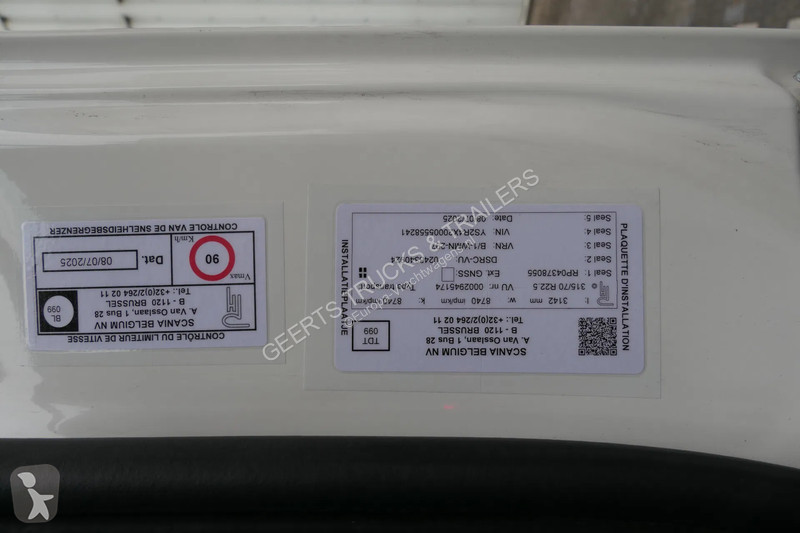 CONTRÔLE DU LIMITEUR DE VITESSE
SCANIA BELGIUM NV
A. Van Osslaan, 1 Bus 28
B - 1120 BRUSSEL
Tel.: +32(0)2/264 02 11
BL
099
Vmax
Km/h
90
Dat.
08/07/2025
CONTROLE VAN DE SNELHEIDSBEGRENZER
PLAQUETTE D'INSTALLATION
INSTALLATIEPLAATJE
SCANIA BELGIUM NV
A. Van Osslaan, 1 Bus 28
B - 1120 BRUSSEL
Tel.: +32(0)2/264 02 11
TDT
099
l: 3142 mm w: 8740 imp/km k: 8740 imp/km
315/70 R22.5 VU nr:
Seal 1: Ext. GNSS
Seal 2: DSRC-VU:
Seal 3: VRN:
Seal 4: VIN:
Seal 5: Date: 08/07/2025
GEERTS TRUCKS & TRAILERS